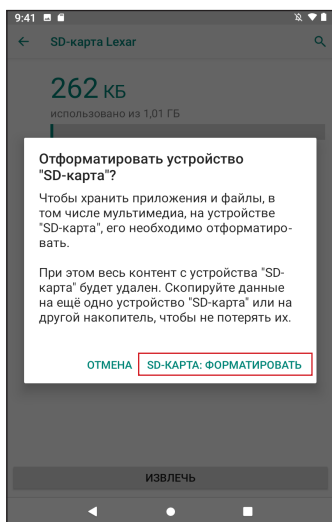 9:41
SD-карта Lexar
262 КБ
использовано из 1,01 ГБ
Отформатировать устройство
"SD-карта"?
Чтобы хранить приложения и файлы, в
том числе мультимедиа, на устройстве
"SD-карта", его необходимо отформатиро-
вать.
При этом весь контент с устройства "SD-
карта" будет удален. Скопируйте данные
на ещё одно устройство "SD-карта" или на
другой накопитель, чтобы не потерять их.
ОТМЕНА SD-КАРТА: ФОРМАТИРОВАТЬ
ИЗВЛЕЧЬ